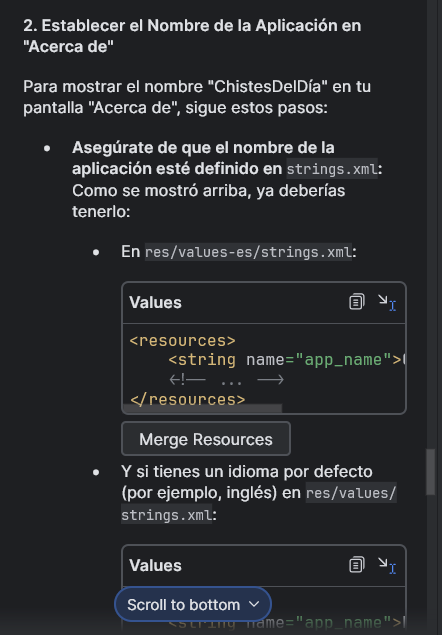 2. Establecer el Nombre de la Aplicación en
"Acerca de"
Para mostrar el nombre "ChistesDelDía" en tu
pantalla "Acerca de", sigue estos pasos:
• Asegúrate de que el nombre de la
aplicación esté definido en strings.xml:
Como se mostró arriba, ya deberías
tenerlo:
• En res/values-es/strings.xml:
Values
<resources>
<string name="app_name">
<!-- ... -->
</resources>
Merge Resources
• Y si tienes un idioma por defecto
(por ejemplo, inglés) en res/values/
strings.xml:
Values
Scroll to bottom
<string name="app_name">